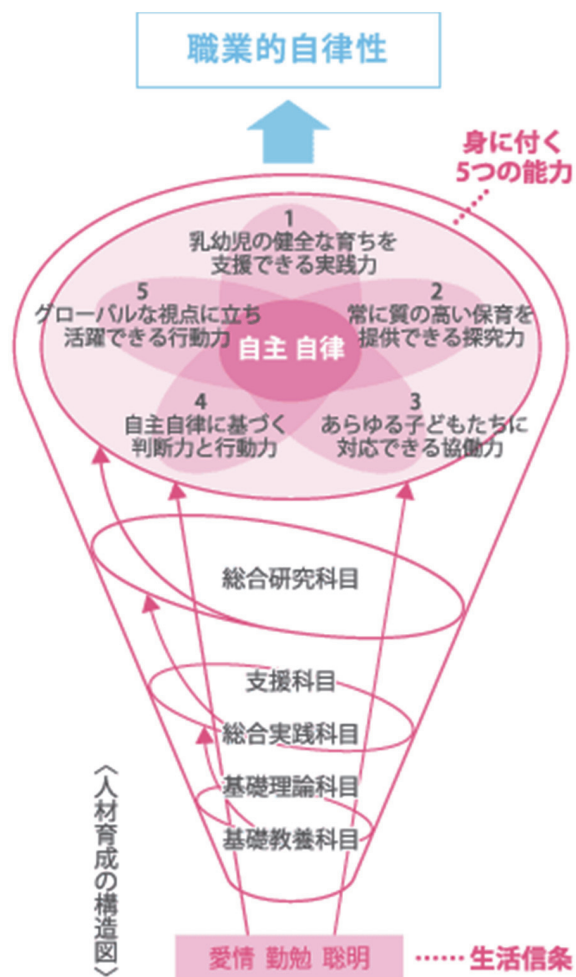 職業的自律性
身に付く
5つの能力
1
乳幼児の健全な育ちを
支援できる実践力
5
グローバルな視点に立ち
活躍できる行動力
2
常に質の高い保育を
提供できる探究力
自主 自律
4
自主自律に基づく
判断力と行動力
3
あらゆる子どもたちに
対応できる協働力
総合研究科目
支援科目
総合実践科目
基礎理論科目
基礎教養科目
〈人材育成の構造図〉
愛情 勤勉 聡明
生活信条